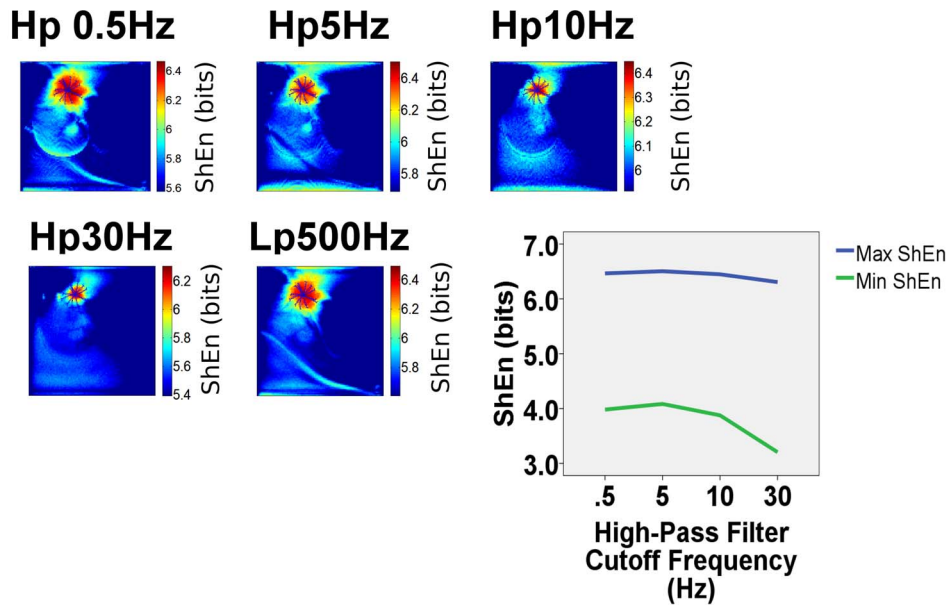 Hp 0.5Hz
Hp5Hz
Hp10Hz
6.4
6.2
6
5.8
5.6
ShEn (bits)
6.4
6.2
6
5.8
ShEn (bits)
6.4
6.3
6.2
6.1
6
ShEn (bits)
Hp30Hz
Lp500Hz
6.2
6
5.8
5.6
5.4
ShEn (bits)
6.4
6.2
6
5.8
ShEn (bits)
7.0
6.0
5.0
4.0
3.0
ShEn (bits)
.5 5 10 30
High-Pass Filter
Cutoff Frequency
(Hz)
Max ShEn
Min ShEn